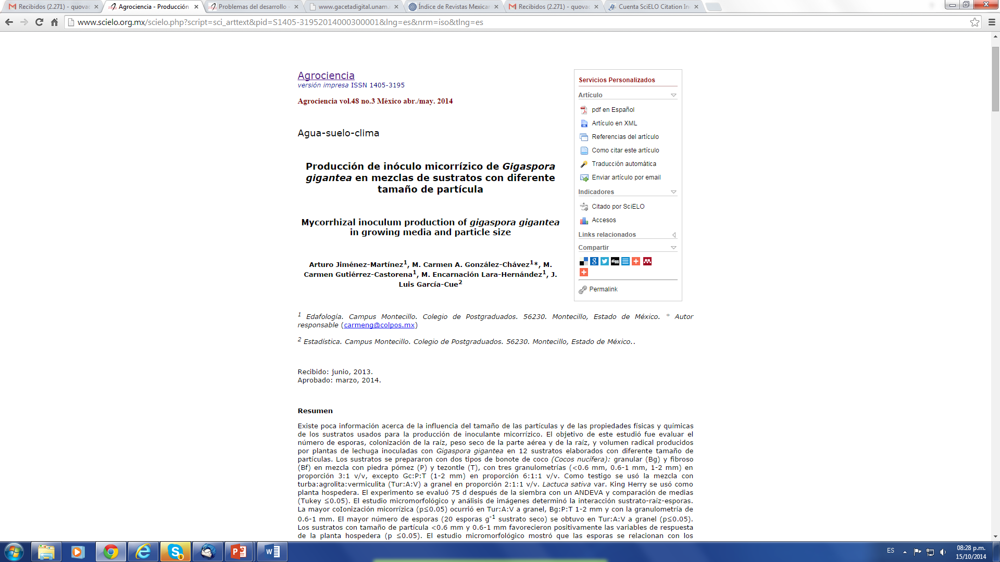 Recibidos (2.271) - quovac
Agrociencia - Producción
Problemas del desarrollo -
www.gacetadigital.unam.
Índice de Revistas Mexicar
Recibidos (2.271) - quovac
Cuenta SciELO Citation In
www.scielo.org.mx/scielo.php?script=sci_arttext&pid=S1405-31952014000300001&lng=es&nrm=iso&tlng=es
Agrociencia
versión impresa ISSN 1405-3195
Agrociencia vol.48 no.3 México abr./may. 2014
Agua-suelo-clima
Producción de inóculo micorrízico de Gigaspora
gigantea en mezclas de sustratos con diferente
tamaño de partícula
Mycorrhizal inoculum production of gigaspora gigantea
in growing media and particle size
Arturo Jiménez-Martínez1, M. Carmen A. González-Chávez1*, M.
Carmen Gutiérrez-Castorena1, M. Encarnación Lara-Hernández1, J.
Luis García-Cue2
Servicios Personalizados
Artículo
pdf en Español
Artículo en XML
Referencias del artículo
Como citar este artículo
Traducción automática
Enviar artículo por email
Indicadores
Citado por SciELO
Accesos
Links relacionados
Compartir
digg
Permalink
1 Edafología. Campus Montecillo. Colegio de Postgraduados. 56230. Montecillo, Estado de México. * Autor
responsable (carmeng@colpos.mx)
2 Estadística. Campus Montecillo. Colegio de Postgraduados. 56230. Montecillo, Estado de México..
Recibido: junio, 2013.
Aprobado: marzo, 2014.
Resumen
Existe poca información acerca de la influencia del tamaño de las partículas y de las propiedades físicas y químicas
de los sustratos usados para la producción de inoculante micorrízico. El objetivo de este estudió fue evaluar el
número de esporas, colonización de la raíz, peso seco de la parte aérea y de la raíz, y volumen radical producidos
por plantas de lechuga inoculadas con Gigaspora gigantea en 12 sustratos elaborados con diferente tamaño de
partículas. Los sustratos se prepararon con dos tipos de bonote de coco (Cocos nucífera): granular (Bg) y fibroso
(Bf) en mezcla con piedra pómez (P) y tezontle (T), con tres granulometrías (<0.6 mm, 0.6-1 mm, 1-2 mm) en
proporción 3:1 v/v, excepto Gc:P:T (1-2 mm) en proporción 6:1:1 v/v. Como testigo se usó la mezcla con
turba:agrolita:vermiculita (Tur:A:V) a granel en proporción 2:1:1 v/v. Lactuca sativa var. King Herry se usó como
planta hospedera. El experimento se evaluó 75 d después de la siembra con un ANDEVA y comparación de medias
(Tukey ≤0.05). El estudio micromorfológico y análisis de imágenes determinó la interacción sustrato-raíz-esporas.
La mayor coIonización micorrízica (p≤0.05) ocurrió en Tur:A:V a granel, Bg:P:T 1-2 mm y con la granulometría de
0.6-1 mm. El mayor número de esporas (20 esporas g-1 sustrato seco) se obtuvo en Tur:A:V a granel (p≤0.05).
Los sustratos con tamaño de partícula <0.6 mm y 0.6-1 mm favorecieron positivamente las variables de respuesta
de la planta hospedera (p ≤0.05). El estudio micromorfológico mostró que las esporas se relacionan con los
ES
08:28 p.m.
15/10/2014